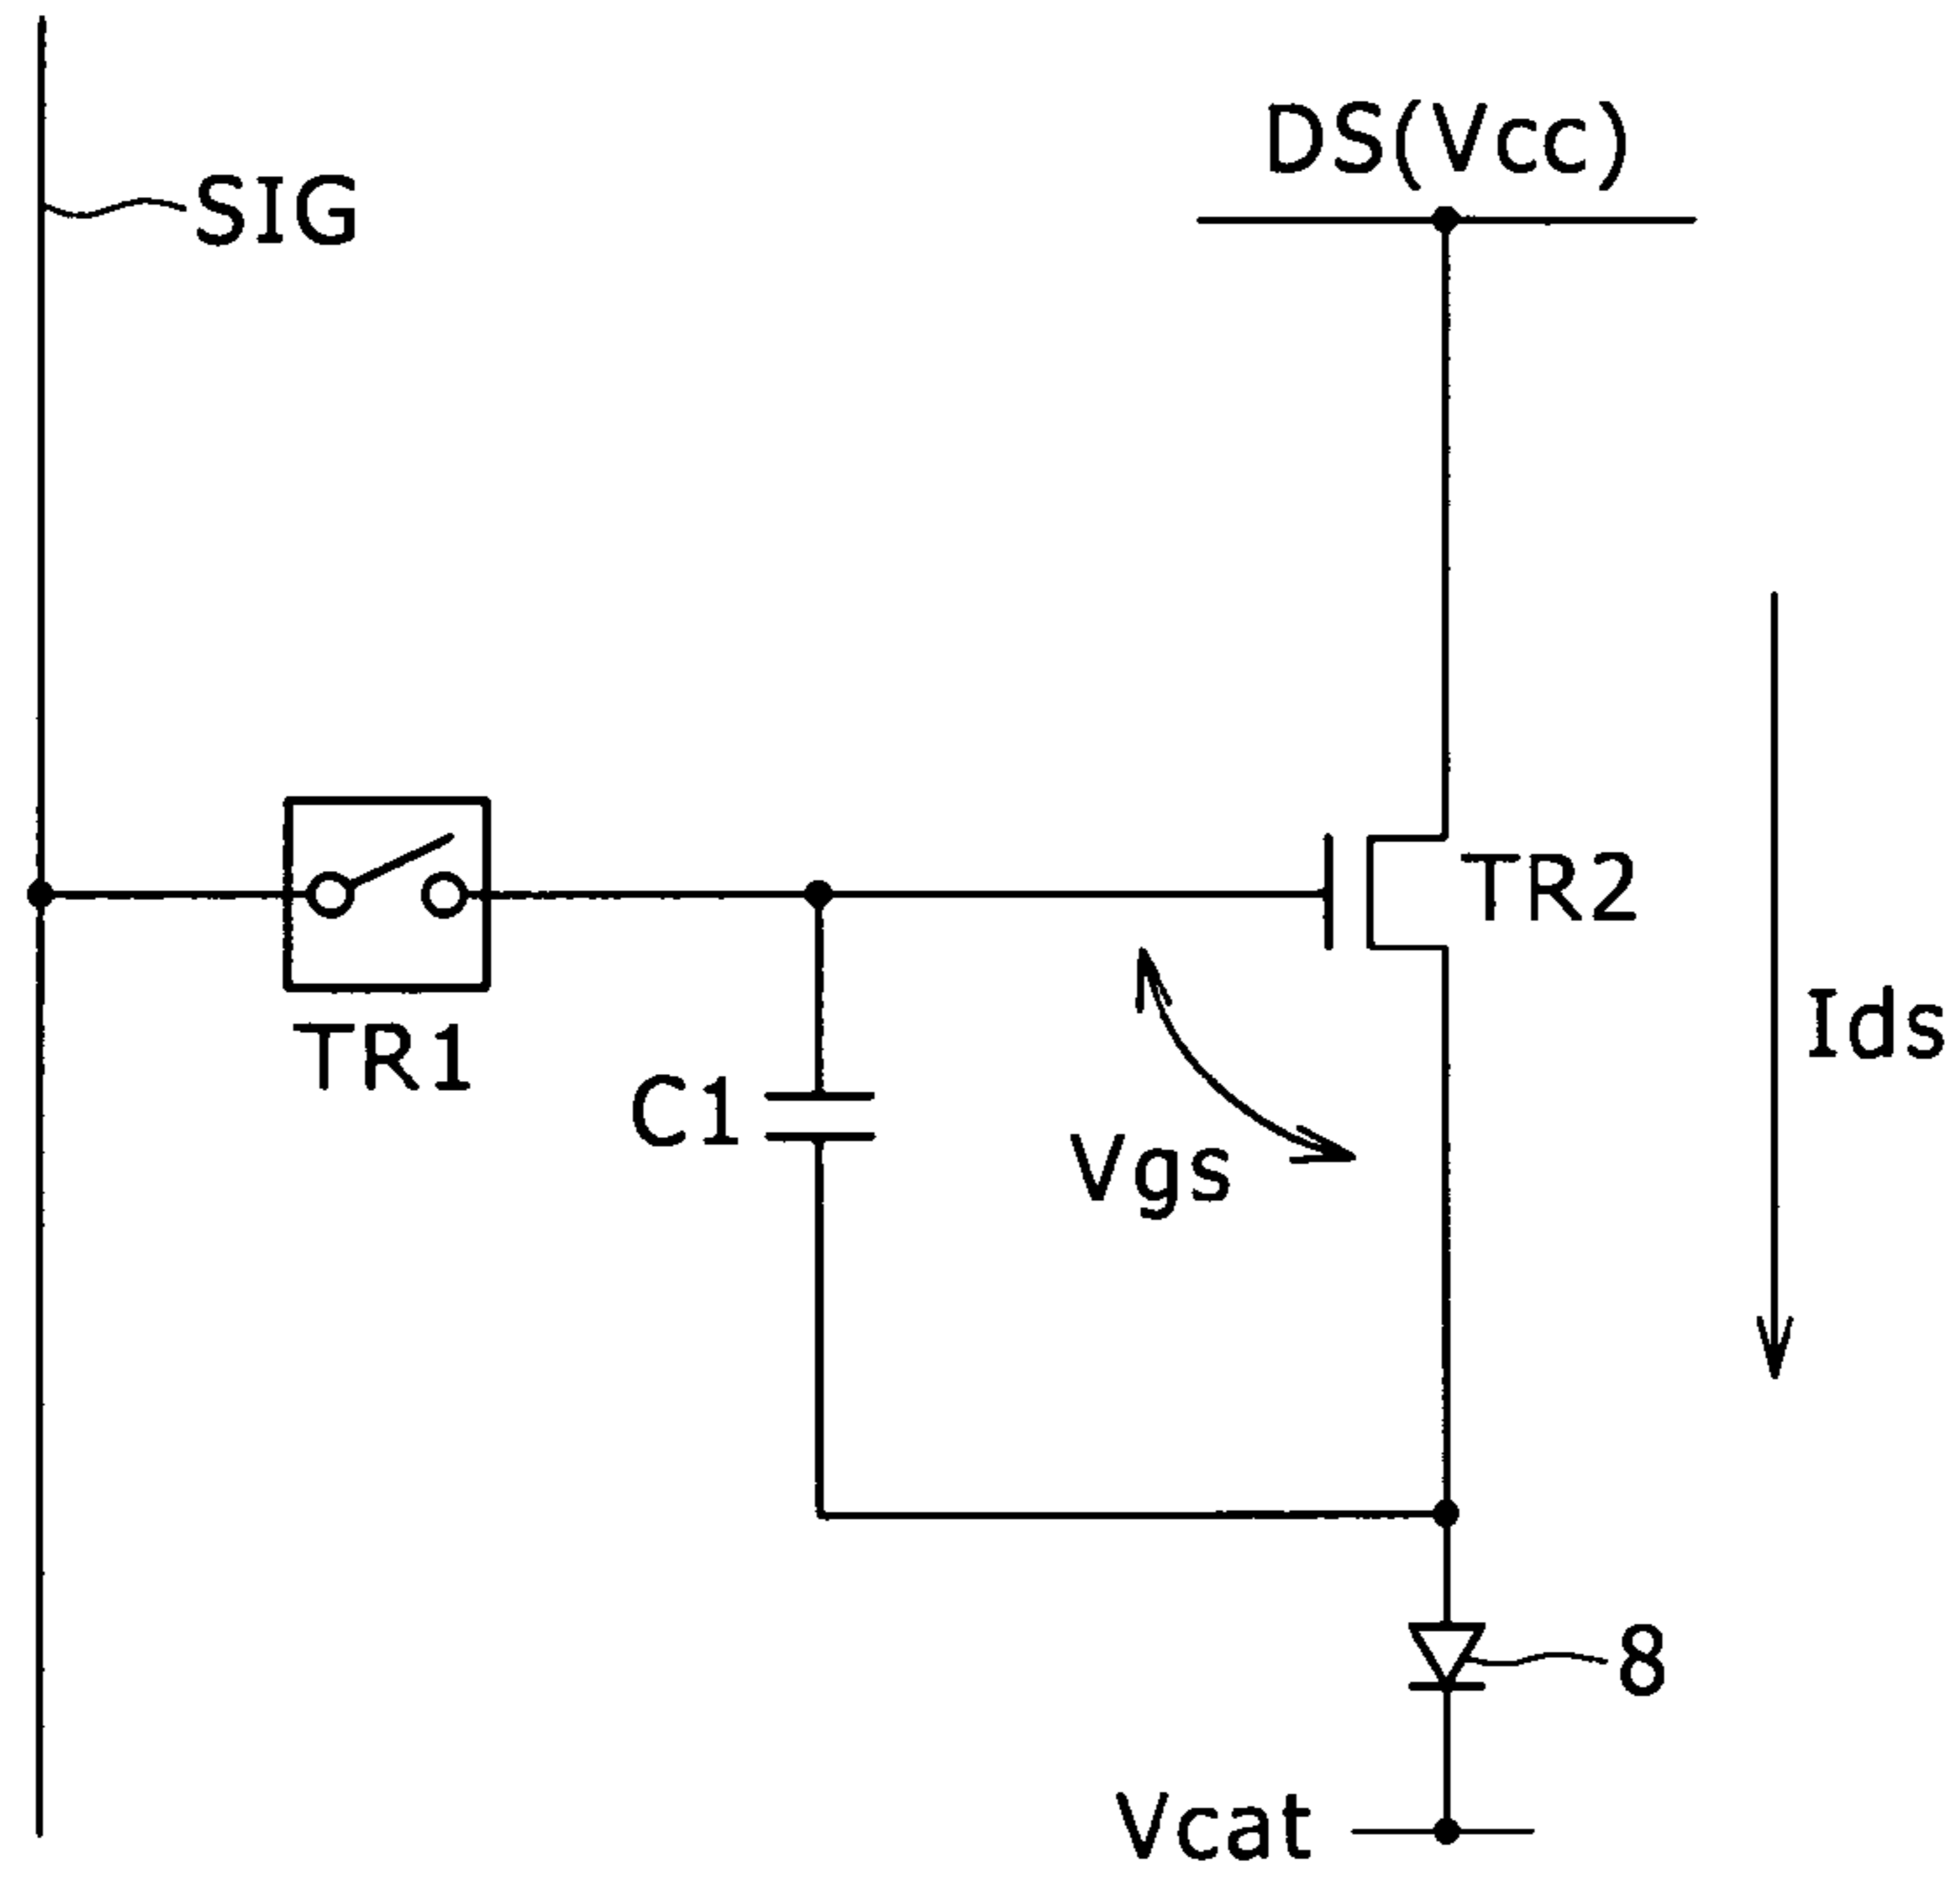 DS(Vcc)
SIG
TR2
TR1
Ids
C1
Vgs
8
Vcat